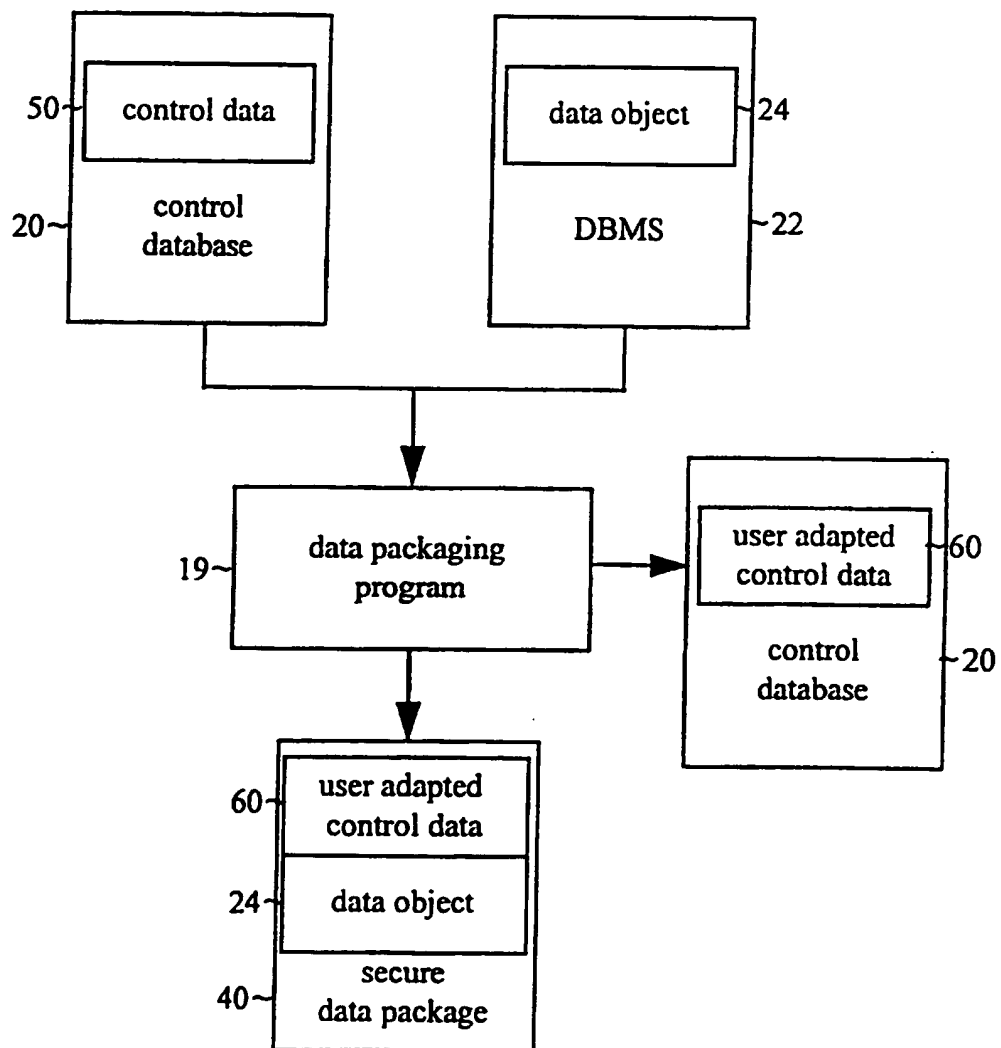 50
control data
20
control
database
data object
24
DBMS
22
19
data packaging
program
user adapted
control data
60
control
database
20
60
user adapted
control data
24
data object
40
secure
data package